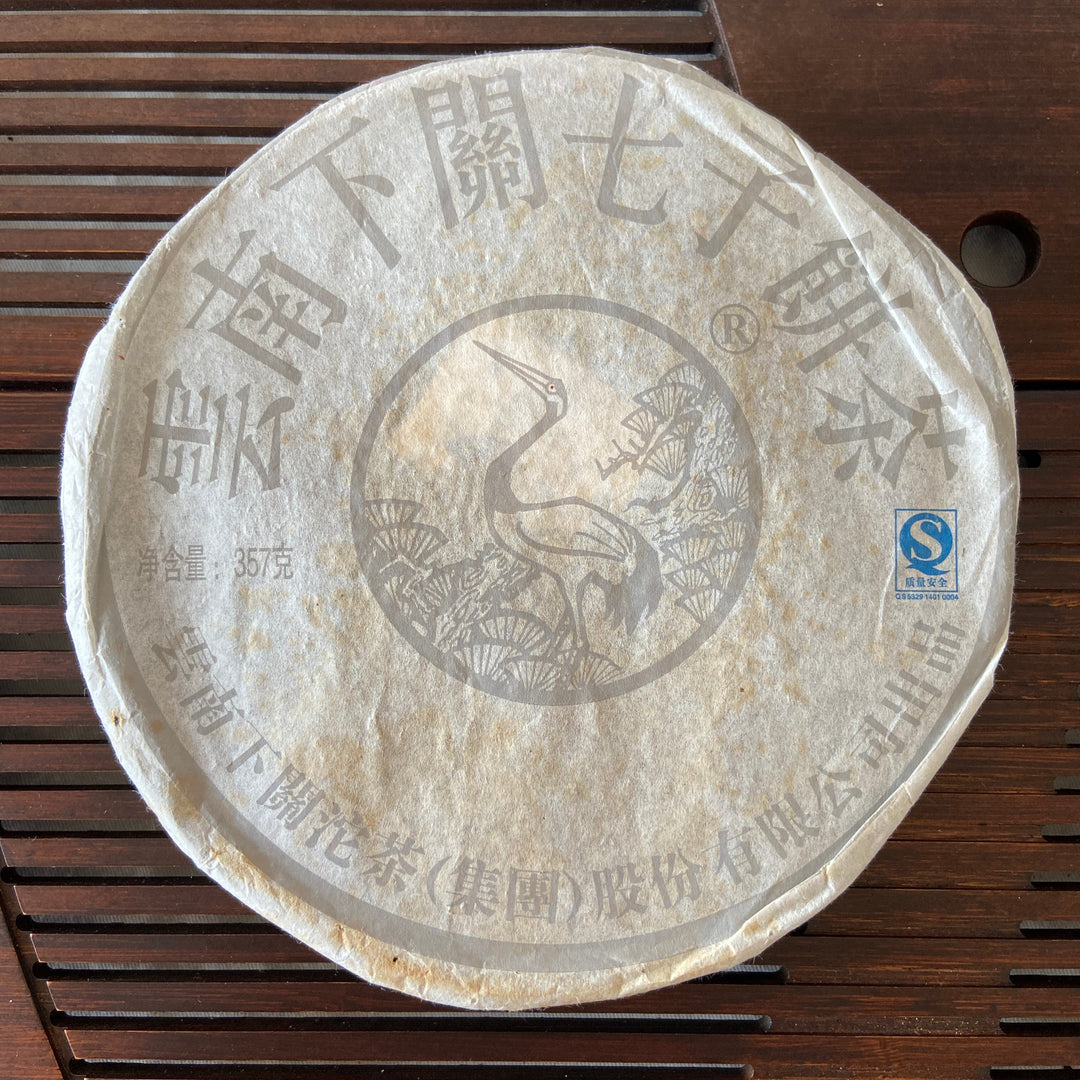 雲南下關七子餅茶
®
净含量 357克
S
质量安全
QS5329 1401 0004
雲南下關沱茶(集團)股份有限公司出品